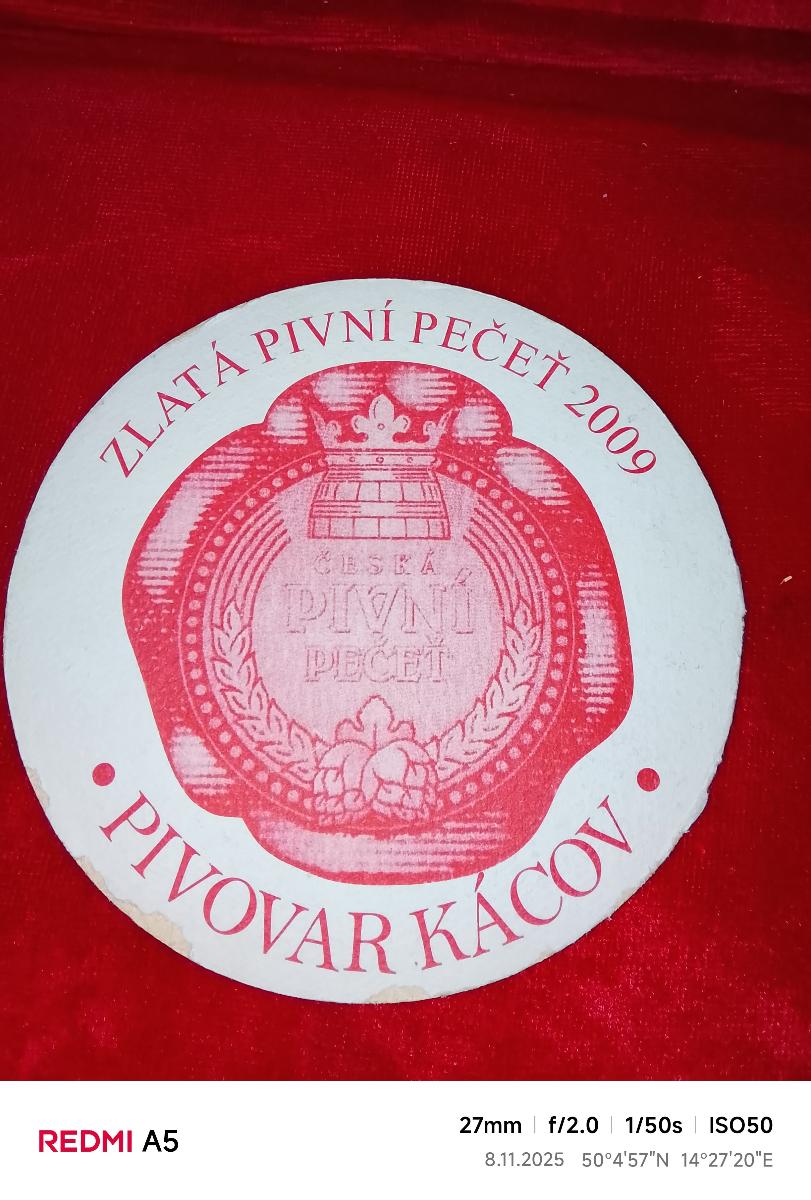 ZLATÁ PIVNÍ PEČEŤ 2009
ČESKÁ
PIVNÍ
PEČEŤ
• PIVOVAR KÁCOV •
REDMI A5
27mm | f/2.0 | 1/50s | ISO50
8.11.2025 50°4'57"N 14°27'20"E